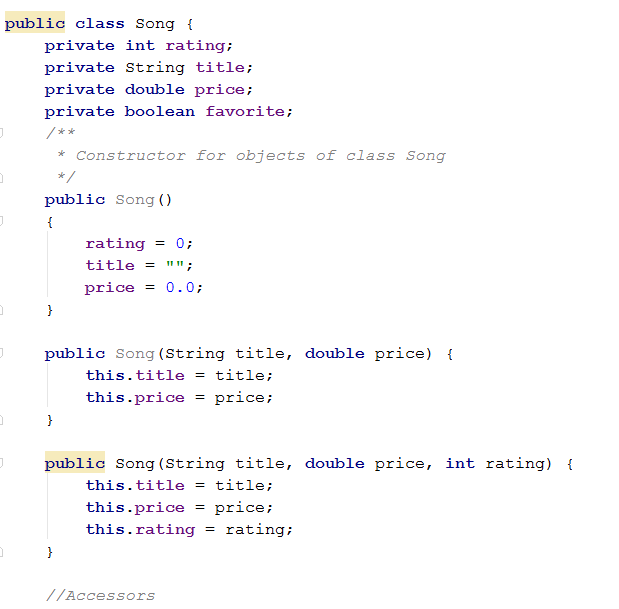 public class Song {
private int rating;
private String title;
private double price;
private boolean favorite;
/**
* Constructor for objects of class Song
*/
public Song()
{
rating = 0;
title = "";
price = 0.0;
}
public Song(String title, double price) {
this.title = title;
this.price = price;
}
public Song(String title, double price, int rating) {
this.title = title;
this.price = price;
this.rating = rating;
}
//Accessors